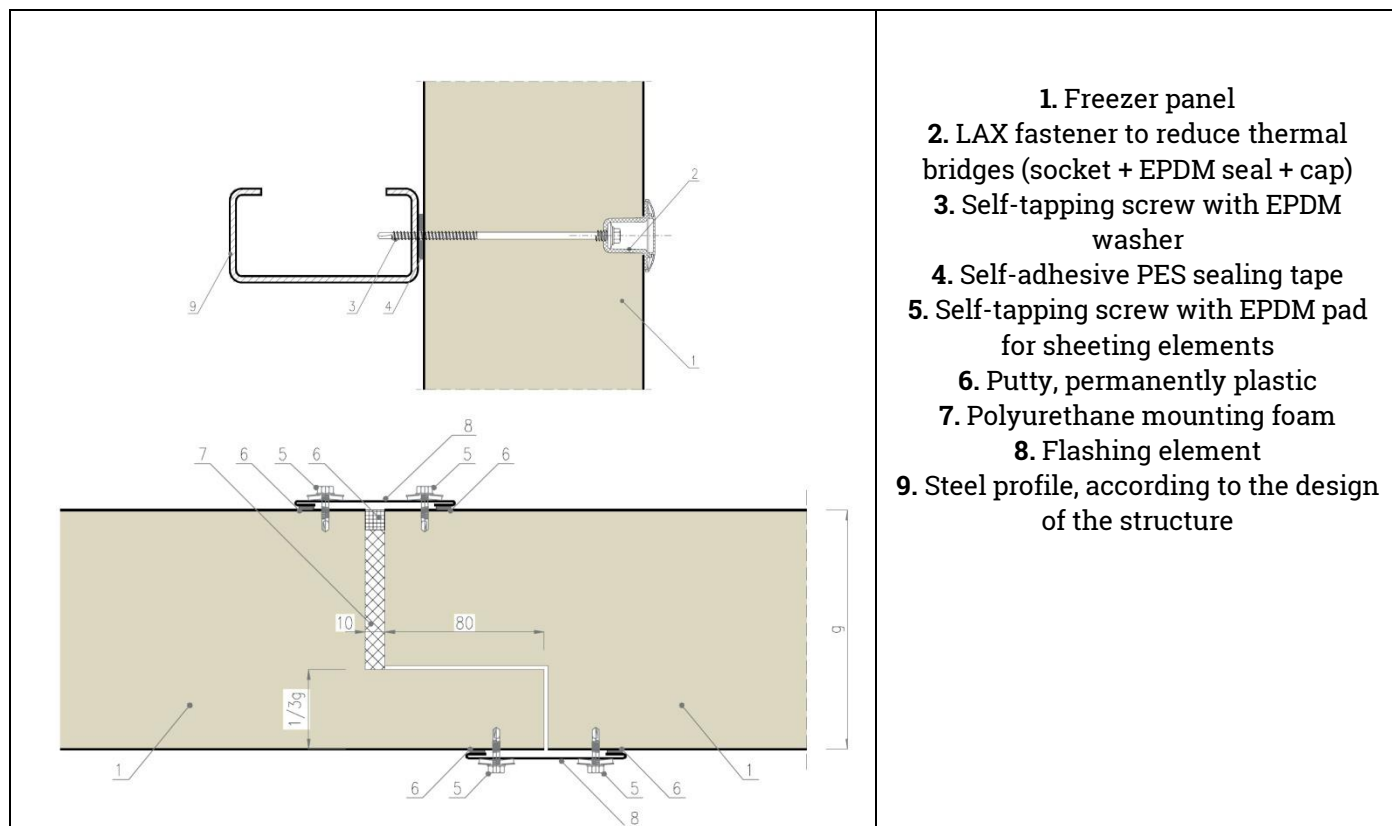 2
9
3
4
1
8
7
6
5
6
5
6
10
80
g
1/3g
1
6
5
5
6
1
8
1. Freezer panel
2. LAX fastener to reduce thermal
bridges (socket + EPDM seal + cap)
3. Self-tapping screw with EPDM
washer
4. Self-adhesive PES sealing tape
5. Self-tapping screw with EPDM pad
for sheeting elements
6. Putty, permanently plastic
7. Polyurethane mounting foam
8. Flashing element
9. Steel profile, according to the design
of the structure